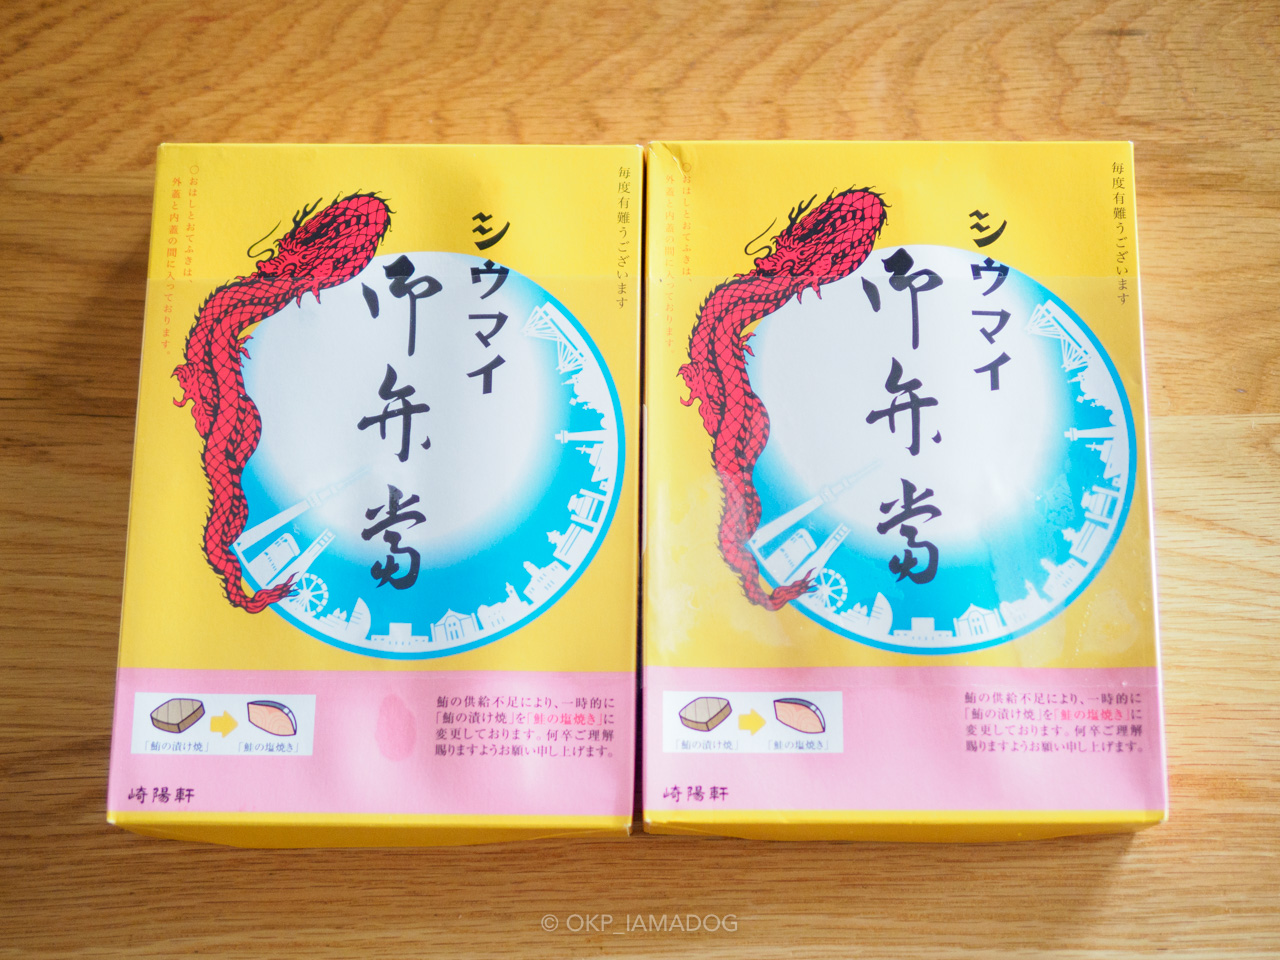 毎度有難うございます
シウマイ
御弁當
○おはしとおてふきは、
外蓋と内蓋の間に入っております。
「鮪の漬け焼」
「鮭の塩焼き」
鮪の供給不足により、一時的に
「鮪の漬け焼」を「鮭の塩焼き」に
変更しております。何卒ご理解
賜りますようお願い申し上げます。
崎陽軒
毎度有難うございます
シウマイ
御弁當
○おはしとおてふきは、
外蓋と内蓋の間に入っております。
「鮪の漬け焼」
「鮭の塩焼き」
鮪の供給不足により、一時的に
「鮪の漬け焼」を「鮭の塩焼き」に
変更しております。何卒ご理解
賜りますようお願い申し上げます。
崎陽軒
© OKP_IAMADOG